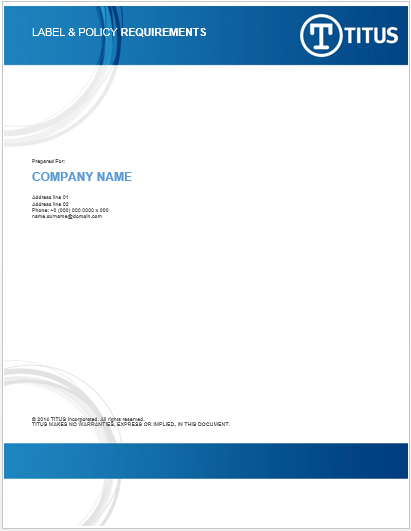 LABEL & POLICY REQUIREMENTS
TITUS
Prepared For:
COMPANY NAME
Address line 01
Address line 02
Phone: +0 (000) 000 0000 x 000
name.surname@domain.com
© 2014 TITUS Incorporated. All rights reserved.
TITUS MAKES NO WARRANTIES, EXPRESS OR IMPLIED, IN THIS DOCUMENT.